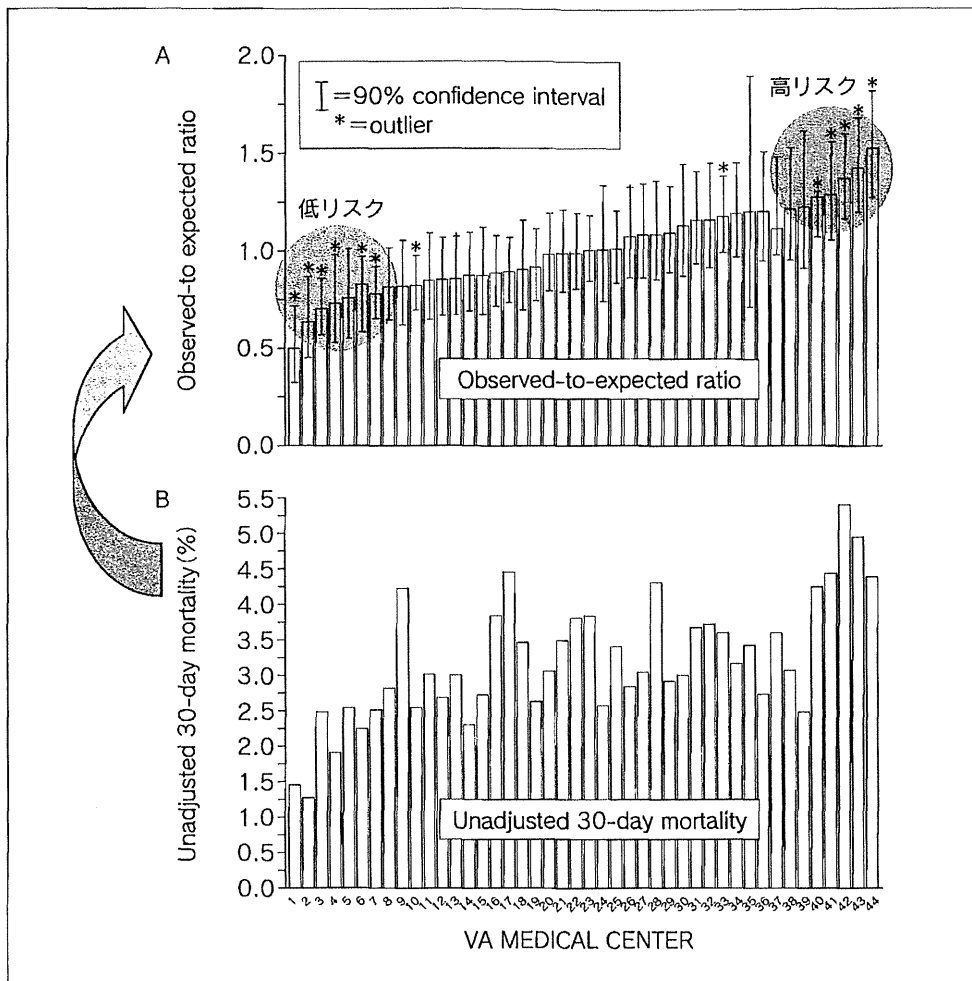 A
2.0
1.5
1.0
0.5
0.0
Observed-to expected ratio
=90% confidence interval
*=outlier
低リスク
高リスク
* * * * * * * * * * * * *
Observed-to-expected ratio
B
5.5
5.0
4.5
4.0
3.5
3.0
2.5
2.0
1.5
1.0
0.5
0.0
Unadjusted 30-day mortality (%)
Unadjusted 30-day mortality
1 2 3 4 5 6 7 8 9 10 11 12 13 14 15 16 17 18 19 20 21 22 23 24 25 26 27 28 29 30 31 32 33 34 35 36 37 38 39 40 41 42 43 44
VA MEDICAL CENTER